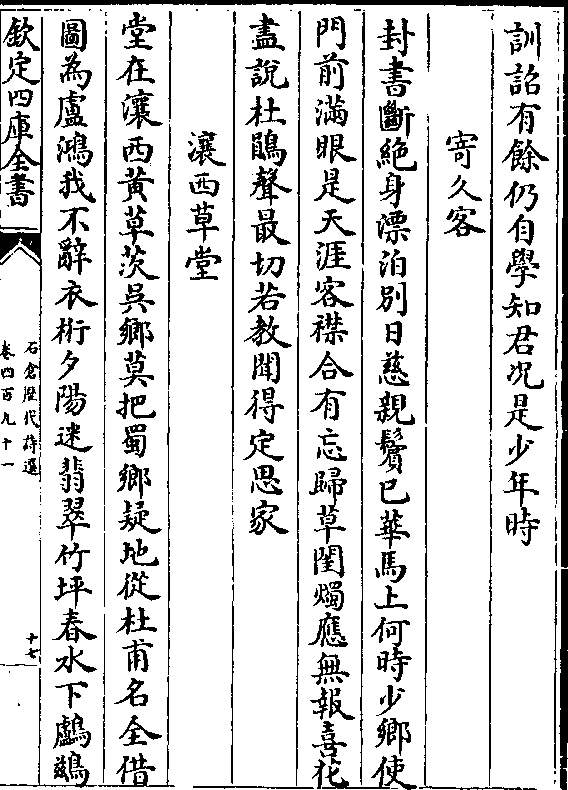 訓詔有餘仍自學知君况是少年時
寄久客
封書斷絶身漂泊別日慈親鬢已華馬上何時少鄉使
門前滿眼是天涯客襟合有忘歸草閨燭應無報喜花
盡說杜鵑聲最切若教聞得定思家
瀼西草堂
堂在瀼西黄草茨吳鄉莫把蜀鄉疑地從杜甫名全借
圖為盧鴻我不辭衣桁夕陽迷翡翠竹坪春水下鸕鷀
欽定四庫全書
石倉歴代詩選
卷四百九十一
十七